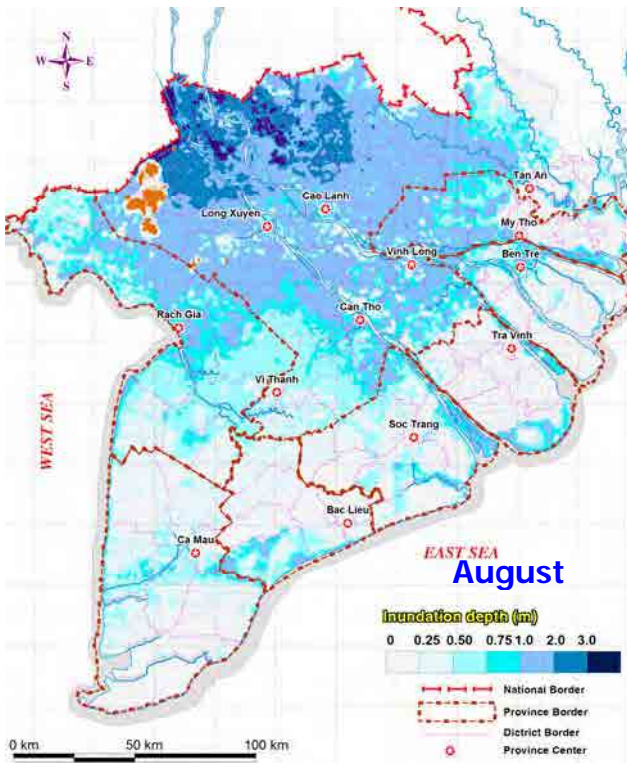 N
W E
S
Tan An
Cao Lanh
Long Xuyen
My Tho
Vinh Long
Ben Tre
Can Tho
Rach Gia
Tra Vinh
Vi Thanh
WEST SEA
Soc Trang
Bac Lieu
Ca Mau
EAST SEA
August
Inundation depth (m)
0 0.25 0.50 0.75 1.0 2.0 3.0
National Border
Province Border
Dictrict Border
Province Center
0 km 50 km 100 km